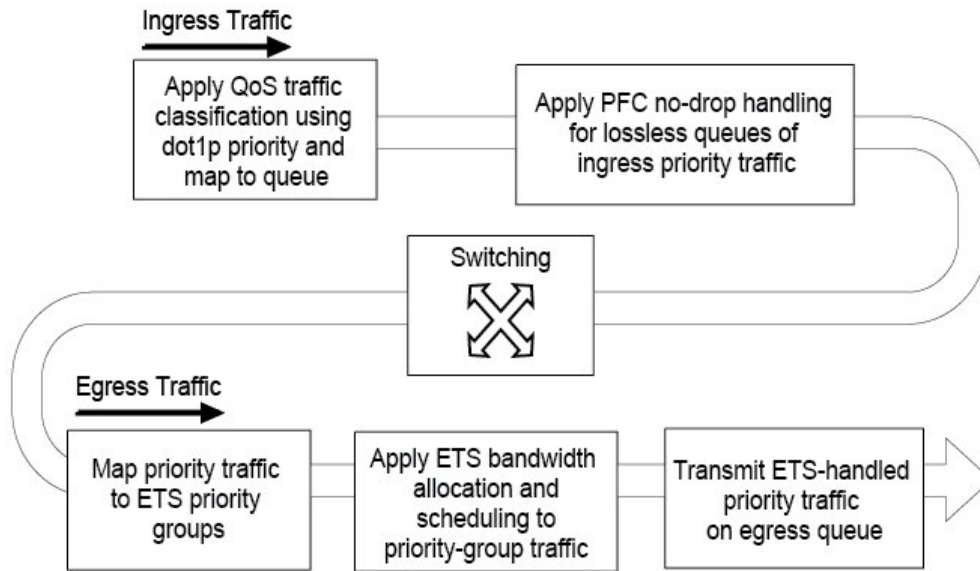 Ingress Traffic
Apply QoS traffic
classification using
dot1p priority and
map to queue
Apply PFC no-drop handling
for lossless queues of
ingress priority traffic
Switching
Egress Traffic
Map priority traffic
to ETS priority
groups
Apply ETS bandwidth
allocation and
scheduling to
priority-group traffic
Transmit ETS-handled
priority traffic
on egress queue